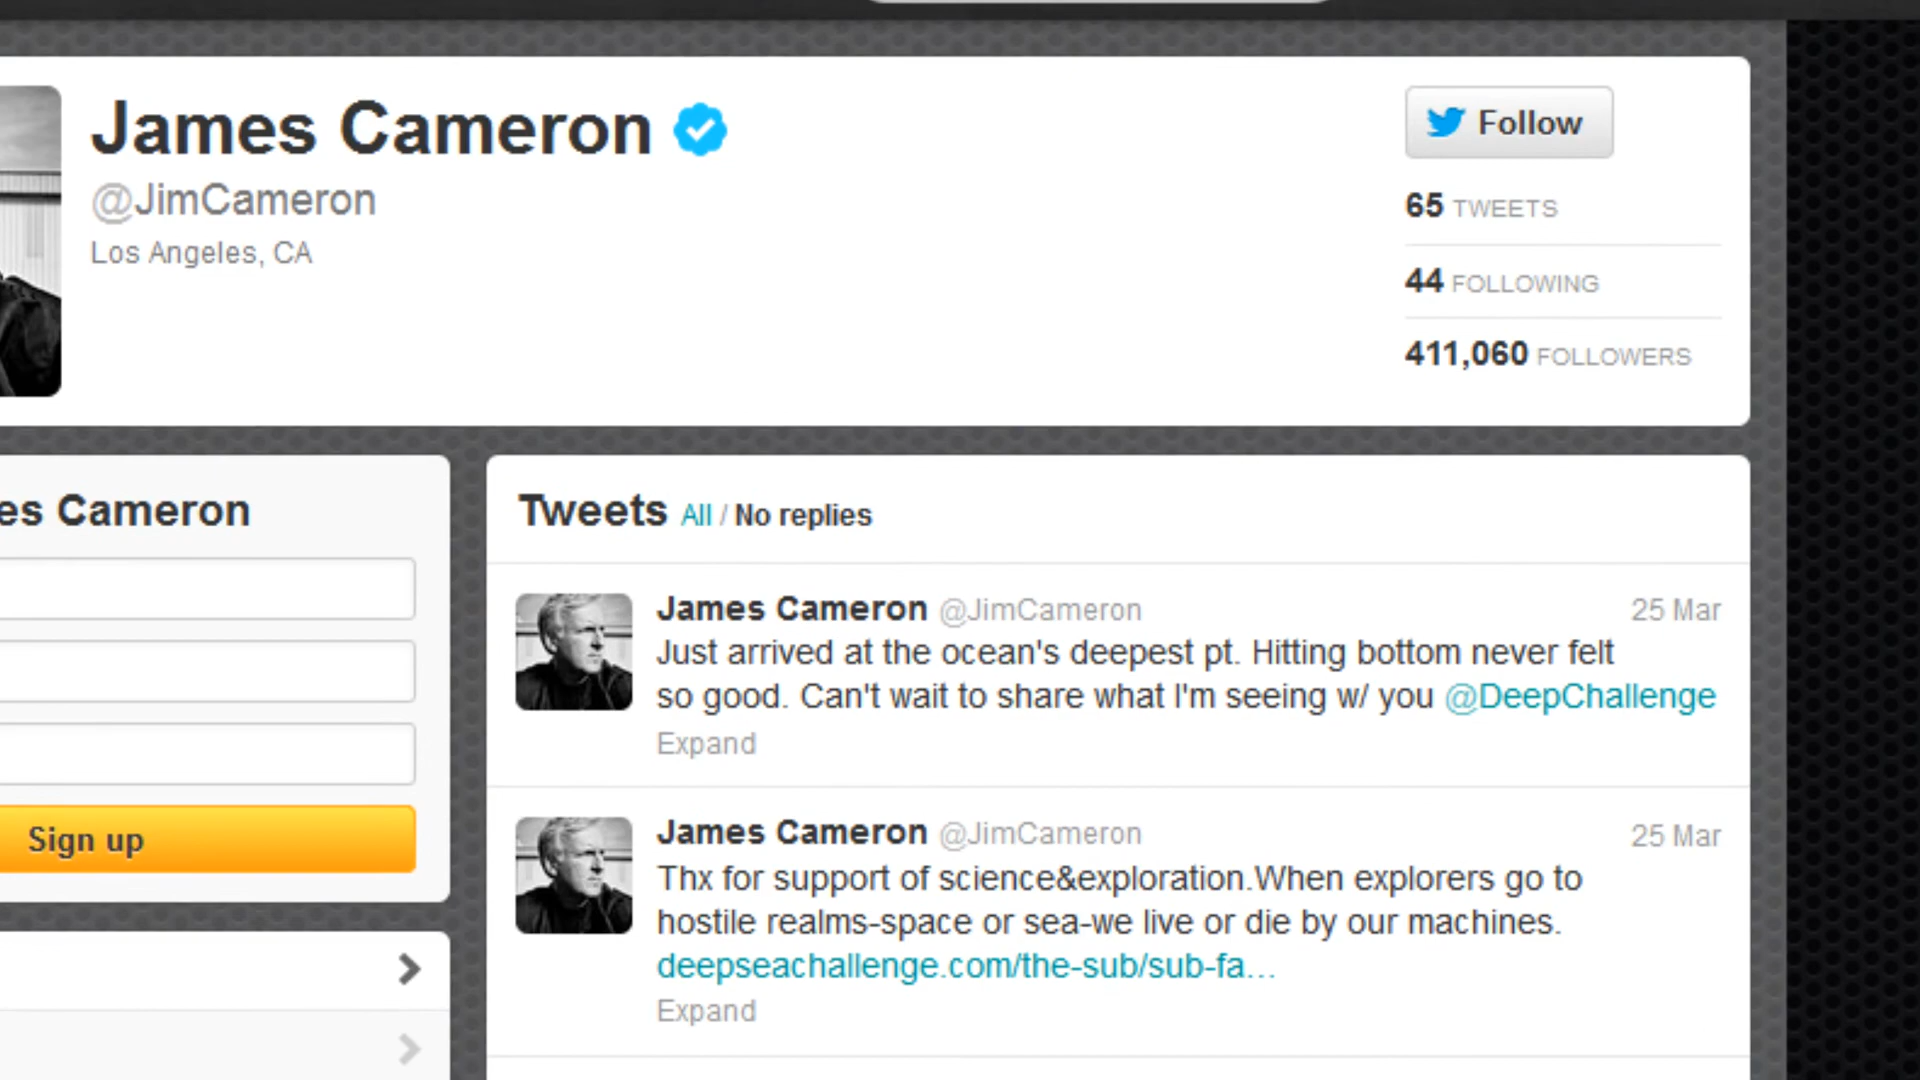 James Cameron
@JimCameron
Los Angeles, CA
Follow
65 TWEETS
44 FOLLOWING
411,060 FOLLOWERS
es Cameron
Sign up
Tweets All / No replies
James Cameron @JimCameron 25 Mar
Just arrived at the ocean's deepest pt. Hitting bottom never felt
so good. Can't wait to share what I'm seeing w/ you @DeepChallenge
Expand
James Cameron @JimCameron 25 Mar
Thx for support of science&exploration.When explorers go to
hostile realms-space or sea-we live or die by our machines.
deepseachallenge.com/the-sub/sub-fa...
Expand